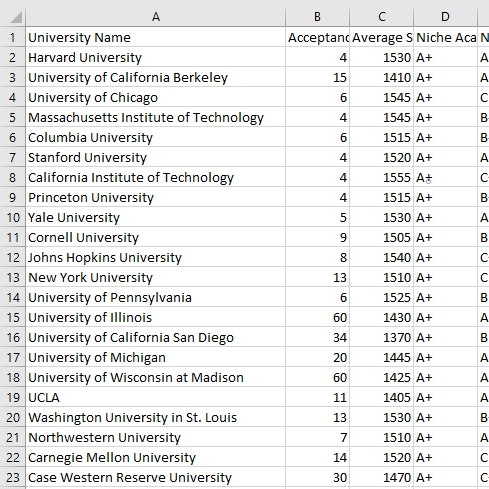 A B C D
1 University Name Acceptanc Average S Niche Aca N
2 Harvard University 4 1530 A+ A
3 University of California Berkeley 15 1410 A+ A
4 University of Chicago 6 1545 A+ C
5 Massachusetts Institute of Technology 4 1545 A+ B
6 Columbia University 6 1515 A+ B
7 Stanford University 4 1520 A+ A
8 California Institute of Technology 4 1555 A+ C
9 Princeton University 4 1515 A+ B
10 Yale University 5 1530 A+ A
11 Cornell University 9 1505 A+ B
12 Johns Hopkins University 8 1540 A+ C
13 New York University 13 1510 A+ C
14 University of Pennsylvania 6 1525 A+ B
15 University of Illinois 60 1430 A+ A
16 University of California San Diego 34 1370 A+ B
17 University of Michigan 20 1445 A+ A
18 University of Wisconsin at Madison 60 1425 A+ A
19 UCLA 11 1405 A+ A
20 Washington University in St. Louis 13 1530 A+ B
21 Northwestern University 7 1510 A+ A
22 Carnegie Mellon University 14 1520 A+ C
23 Case Western Reserve University 30 1470 A+ C